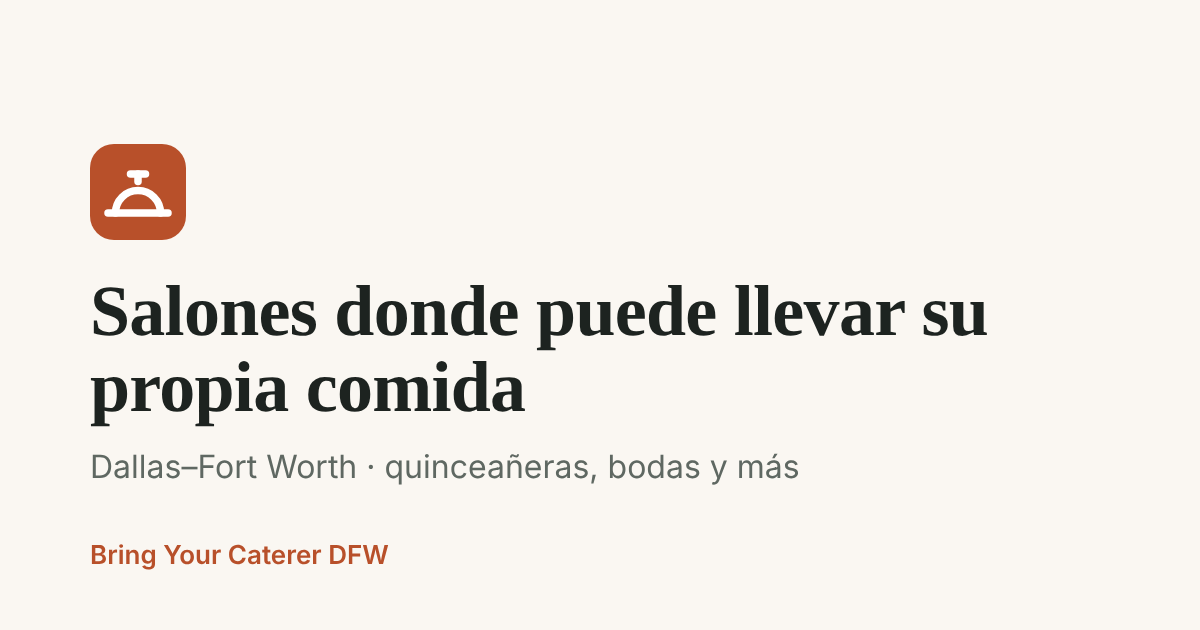 Salones donde puede llevar su
propia comida
Dallas–Fort Worth · quinceañeras, bodas y más
Bring Your Caterer DFW